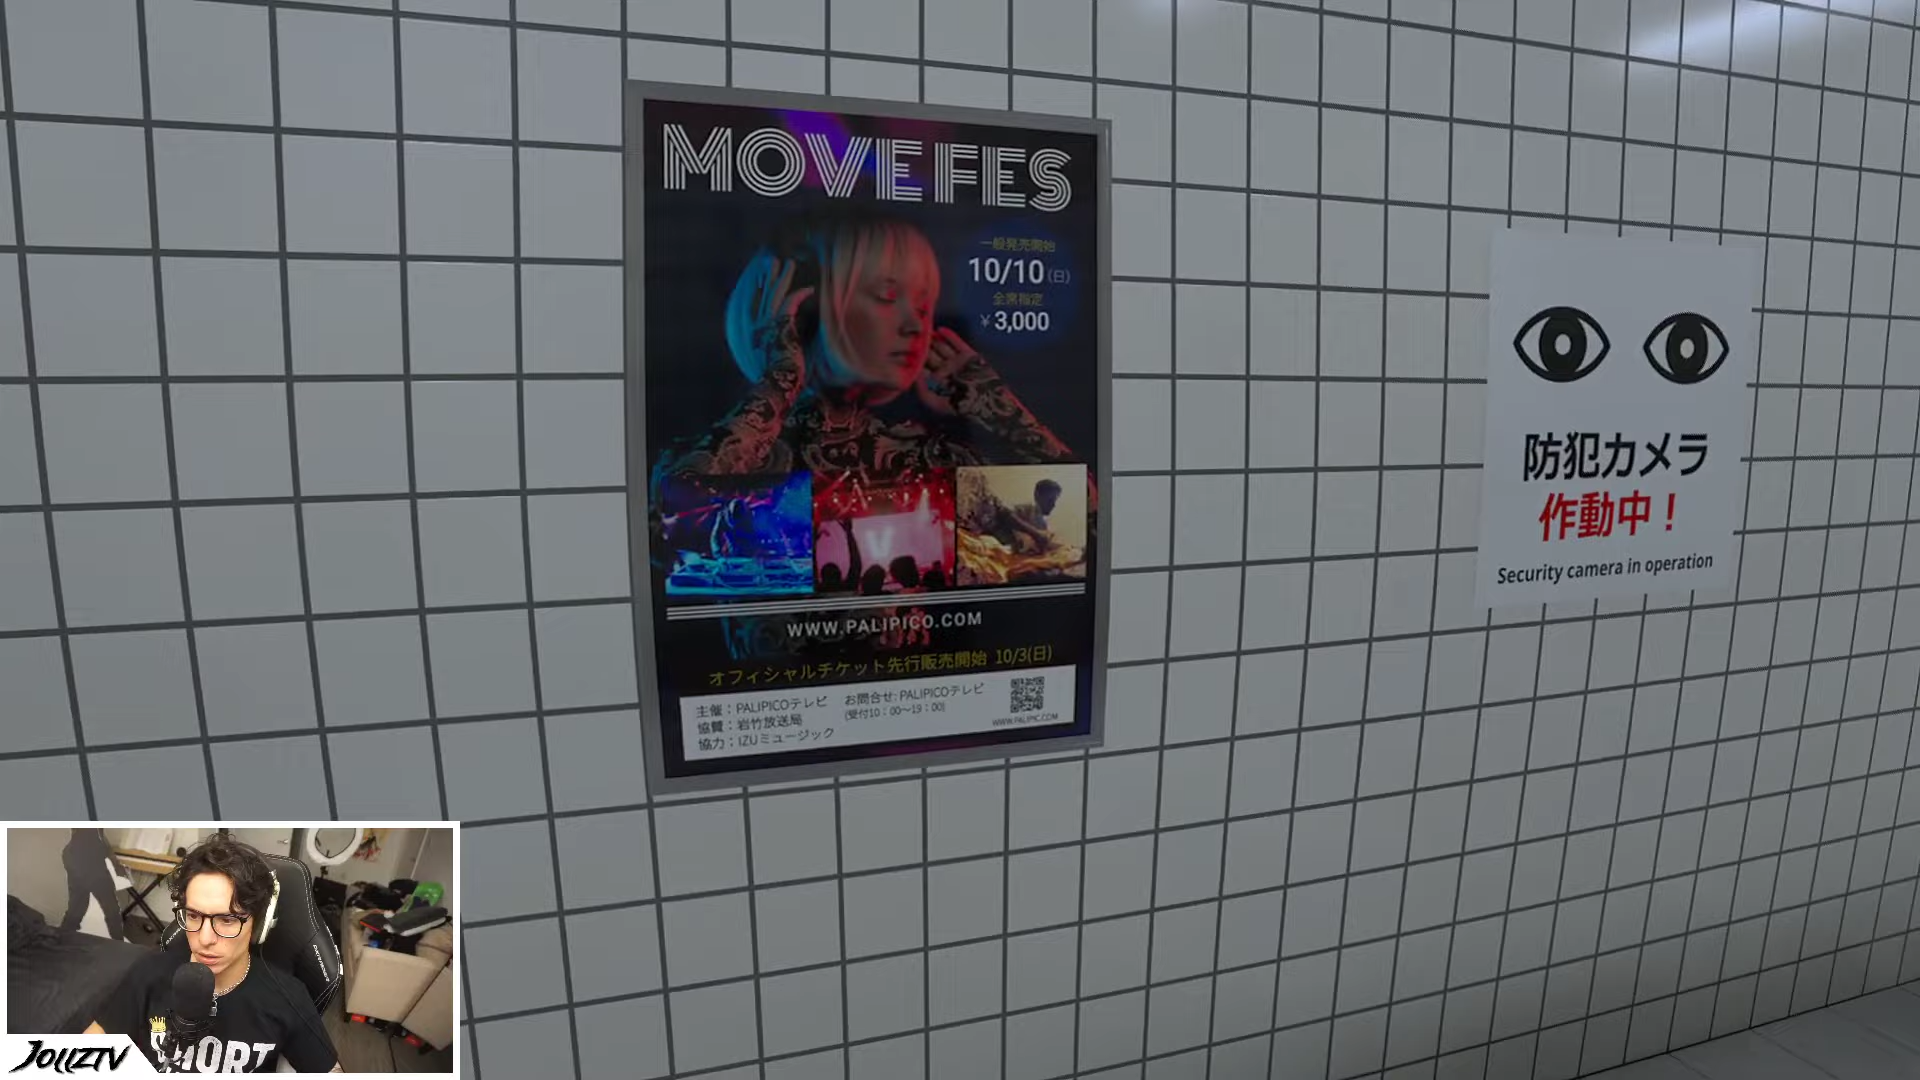 MOVE FES
一般発売開始
10/10(日)
全席指定
¥3,000
WWW.PALIPICO.COM
オフィシャルチケット先行販売開始 10/3(日)
主催：PALIPICOテレビ
協賛：岩竹放送局
協力：IZUミュージック
お問合せ: PALIPICOテレビ
(受付10：00～19：00)
WWW.PALIPIC.COM
防犯カメラ
作動中！
Security camera in operation
JOLIZTV
SHORT